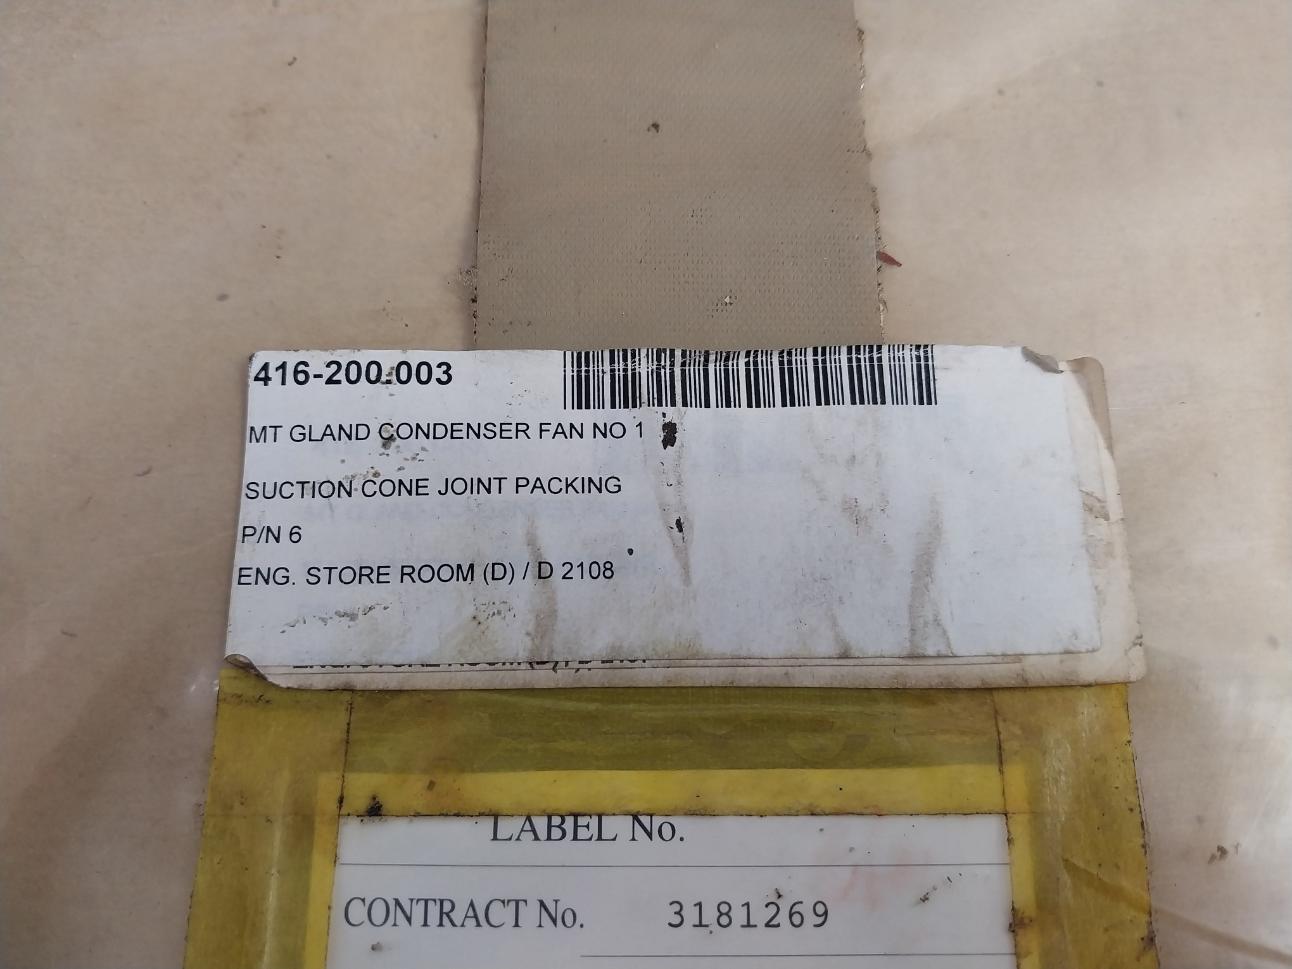 416-200.003
MT GLAND CONDENSER FAN NO 1
SUCTION CONE JOINT PACKING
P/N 6
ENG. STORE ROOM (D) / D 2108
LABEL No.
CONTRACT No. 3181269